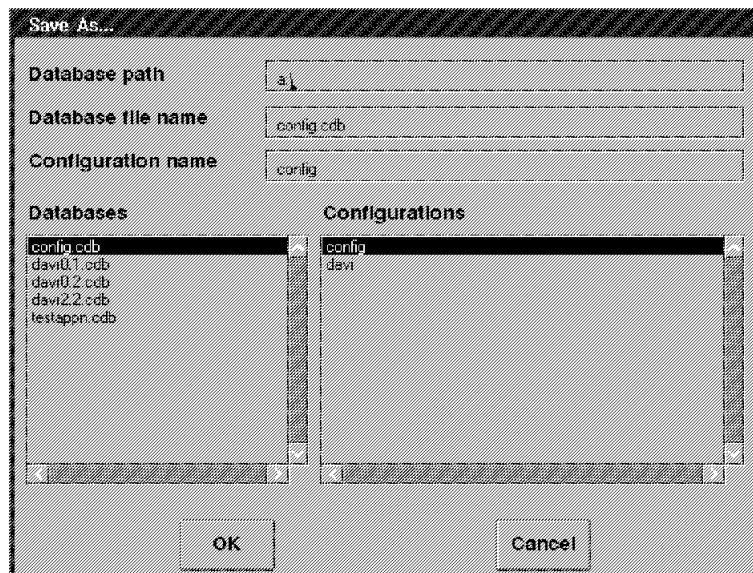 Save As...
Database path
a:\
Database file name
config.cdb
Configuration name
config
Databases
Configurations
config.cdb
davi0.1.cdb
davi0.2.cdb
davi2.2.cdb
testappn.cdb
config
davi
OK
Cancel